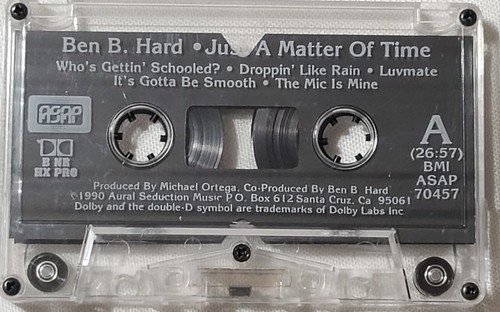 Ben B. Hard • Just A Matter Of Time
Who's Gettin' Schooled? • Droppin' Like Rain • Luvmate
It's Gotta Be Smooth • The Mic Is Mine
ASAP
A
(26:57)
BMI
ASAP
70457
B NR
HX PRO
Produced By Michael Ortega. Co-Produced By Ben B Hard
©1990 Aural Seduction Music P.O. Box 612 Santa Cruz, Ca 95061
Dolby and the double-D symbol are trademarks of Dolby Labs Inc